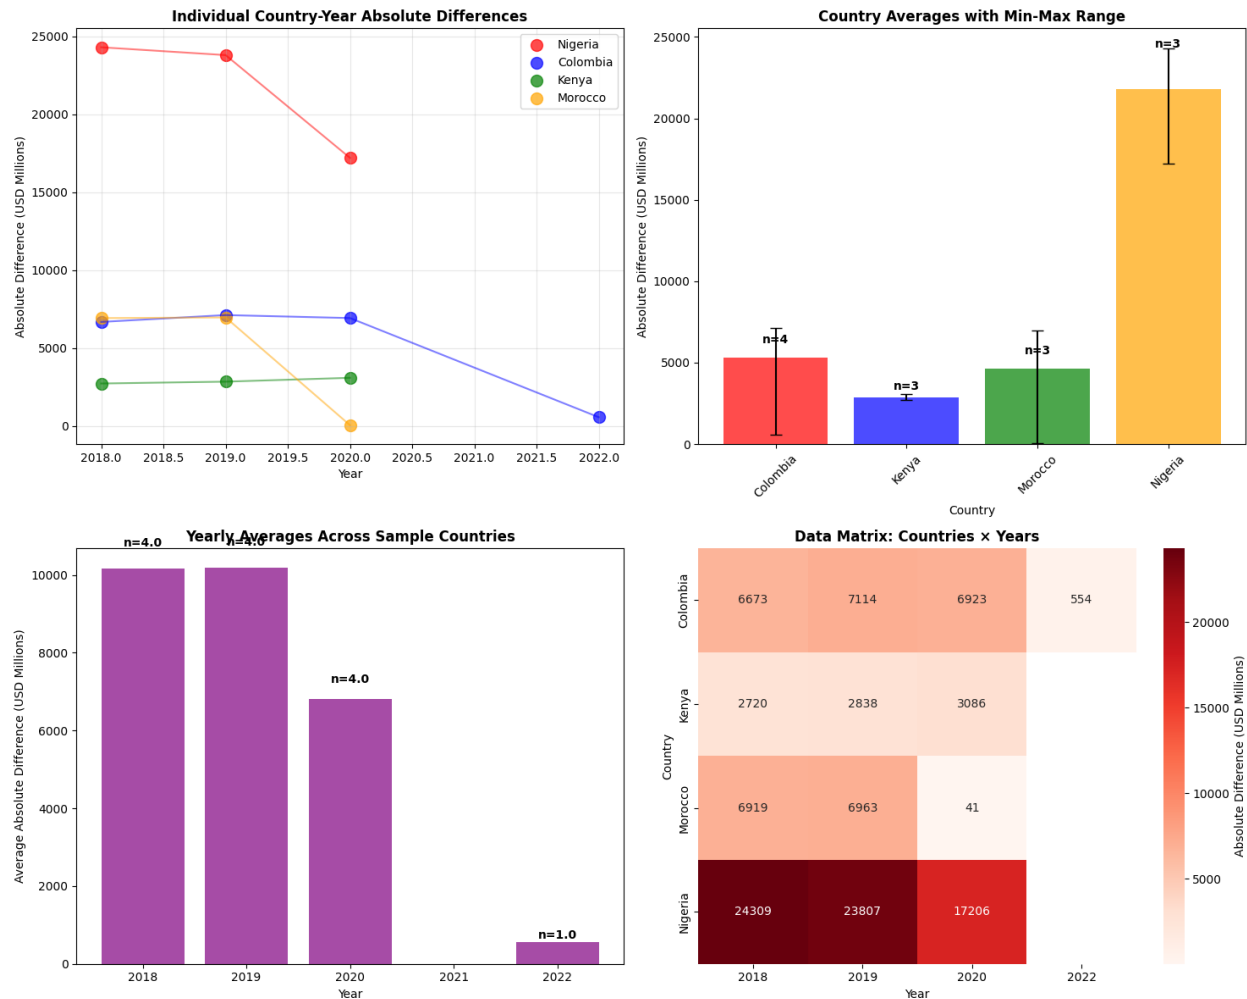 Individual Country-Year Absolute Differences
Absolute Difference (USD Millions)
25000
20000
15000
10000
5000
0
Nigeria
Colombia
Kenya
Morocco
2018.0 2018.5 2019.0 2019.5 2020.0 2020.5 2021.0 2021.5 2022.0
Year
Country Averages with Min-Max Range
Absolute Difference (USD Millions)
25000
20000
15000
10000
5000
0
n=4
n=3
n=3
n=3
Colombia Kenya Morocco Nigeria
Country
Yearly Averages Across Sample Countries
Average Absolute Difference (USD Millions)
10000
8000
6000
4000
2000
0
n=4.0
n=4.0
n=4.0
n=1.0
2018 2019 2020 2021 2022
Year
Data Matrix: Countries × Years
Country
Colombia 6673 7114 6923 554
Kenya 2720 2838 3086
Morocco 6919 6963 41
Nigeria 24309 23807 17206
2018 2019 2020 2022
Year
20000
15000
10000
5000
Absolute Difference (USD Millions)